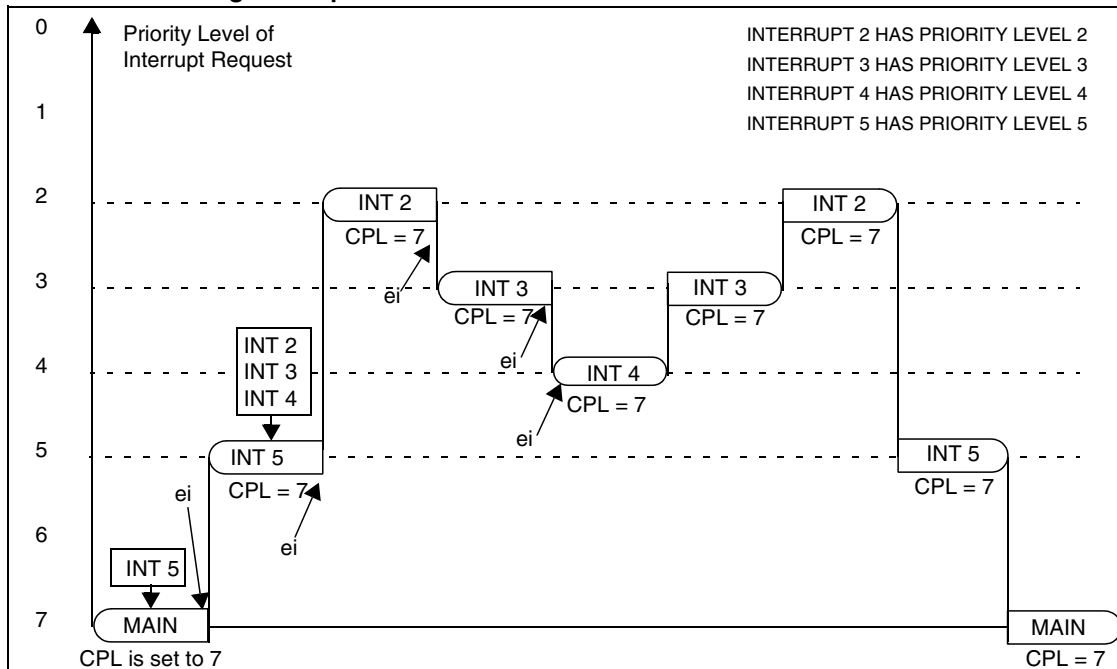 0
Priority Level of
Interrupt Request
INTERRUPT 2 HAS PRIORITY LEVEL 2
INTERRUPT 3 HAS PRIORITY LEVEL 3
INTERRUPT 4 HAS PRIORITY LEVEL 4
INTERRUPT 5 HAS PRIORITY LEVEL 5
1
2
INT 2
CPL = 7
INT 2
CPL = 7
ei
3
INT 3
CPL = 7
INT 3
CPL = 7
ei
INT 2
INT 3
INT 4
4
INT 4
CPL = 7
ei
5
INT 5
CPL = 7
INT 5
CPL = 7
ei
ei
6
INT 5
7
MAIN
CPL is set to 7
MAIN
CPL = 7